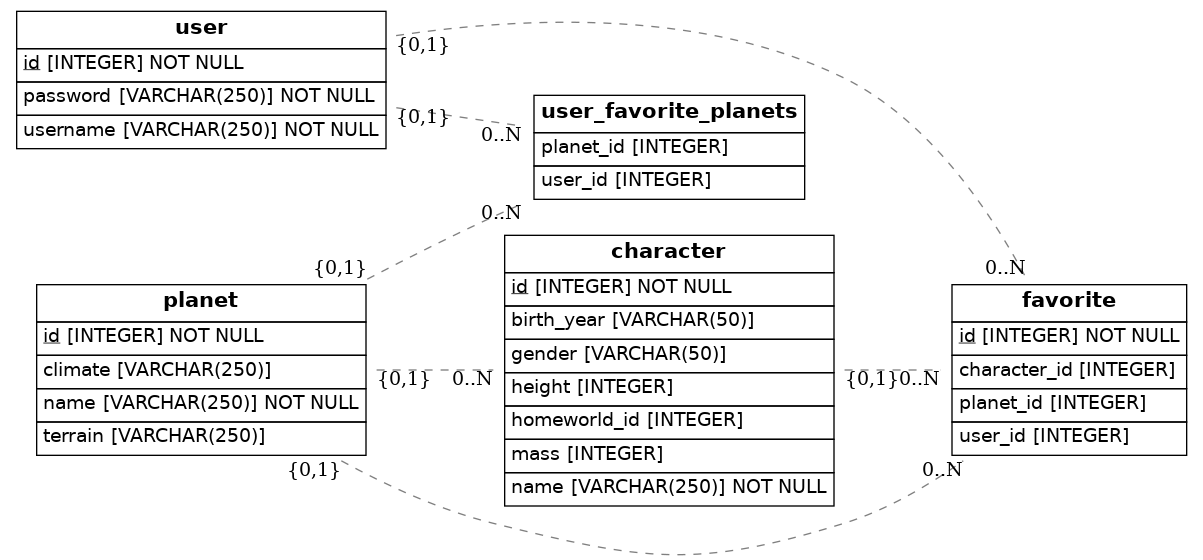 user
id [INTEGER] NOT NULL
password [VARCHAR(250)] NOT NULL
username [VARCHAR(250)] NOT NULL
{0,1}
{0,1}
0..N
user_favorite_planets
planet_id [INTEGER]
user_id [INTEGER]
0..N
{0,1}
planet
id [INTEGER] NOT NULL
climate [VARCHAR(250)]
name [VARCHAR(250)] NOT NULL
terrain [VARCHAR(250)]
{0,1}
0..N
{0,1}
character
id [INTEGER] NOT NULL
birth_year [VARCHAR(50)]
gender [VARCHAR(50)]
height [INTEGER]
homeworld_id [INTEGER]
mass [INTEGER]
name [VARCHAR(250)] NOT NULL
{0,1}
0..N
0..N
favorite
id [INTEGER] NOT NULL
character_id [INTEGER]
planet_id [INTEGER]
user_id [INTEGER]
0..N